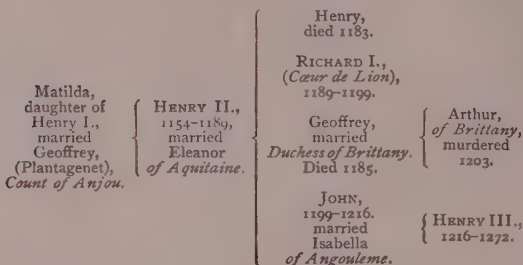 Matilda,
daughter of
Henry I.,
married
Geoffrey,
(Plantagenet),
Count of Anjou.
HENRY II.,
1154–1189,
married
Eleanor
of Aquitaine.
Henry,
died 1183.
RICHARD I.,
(Cœur de Lion),
1189–1199.
Geoffrey,
married
Duchess of Brittany.
Died 1185.
Arthur,
of Brittany,
murdered
1203.
JOHN,
1199–1216.
married
Isabella
of Angouleme.
HENRY III.,
1216–1272.